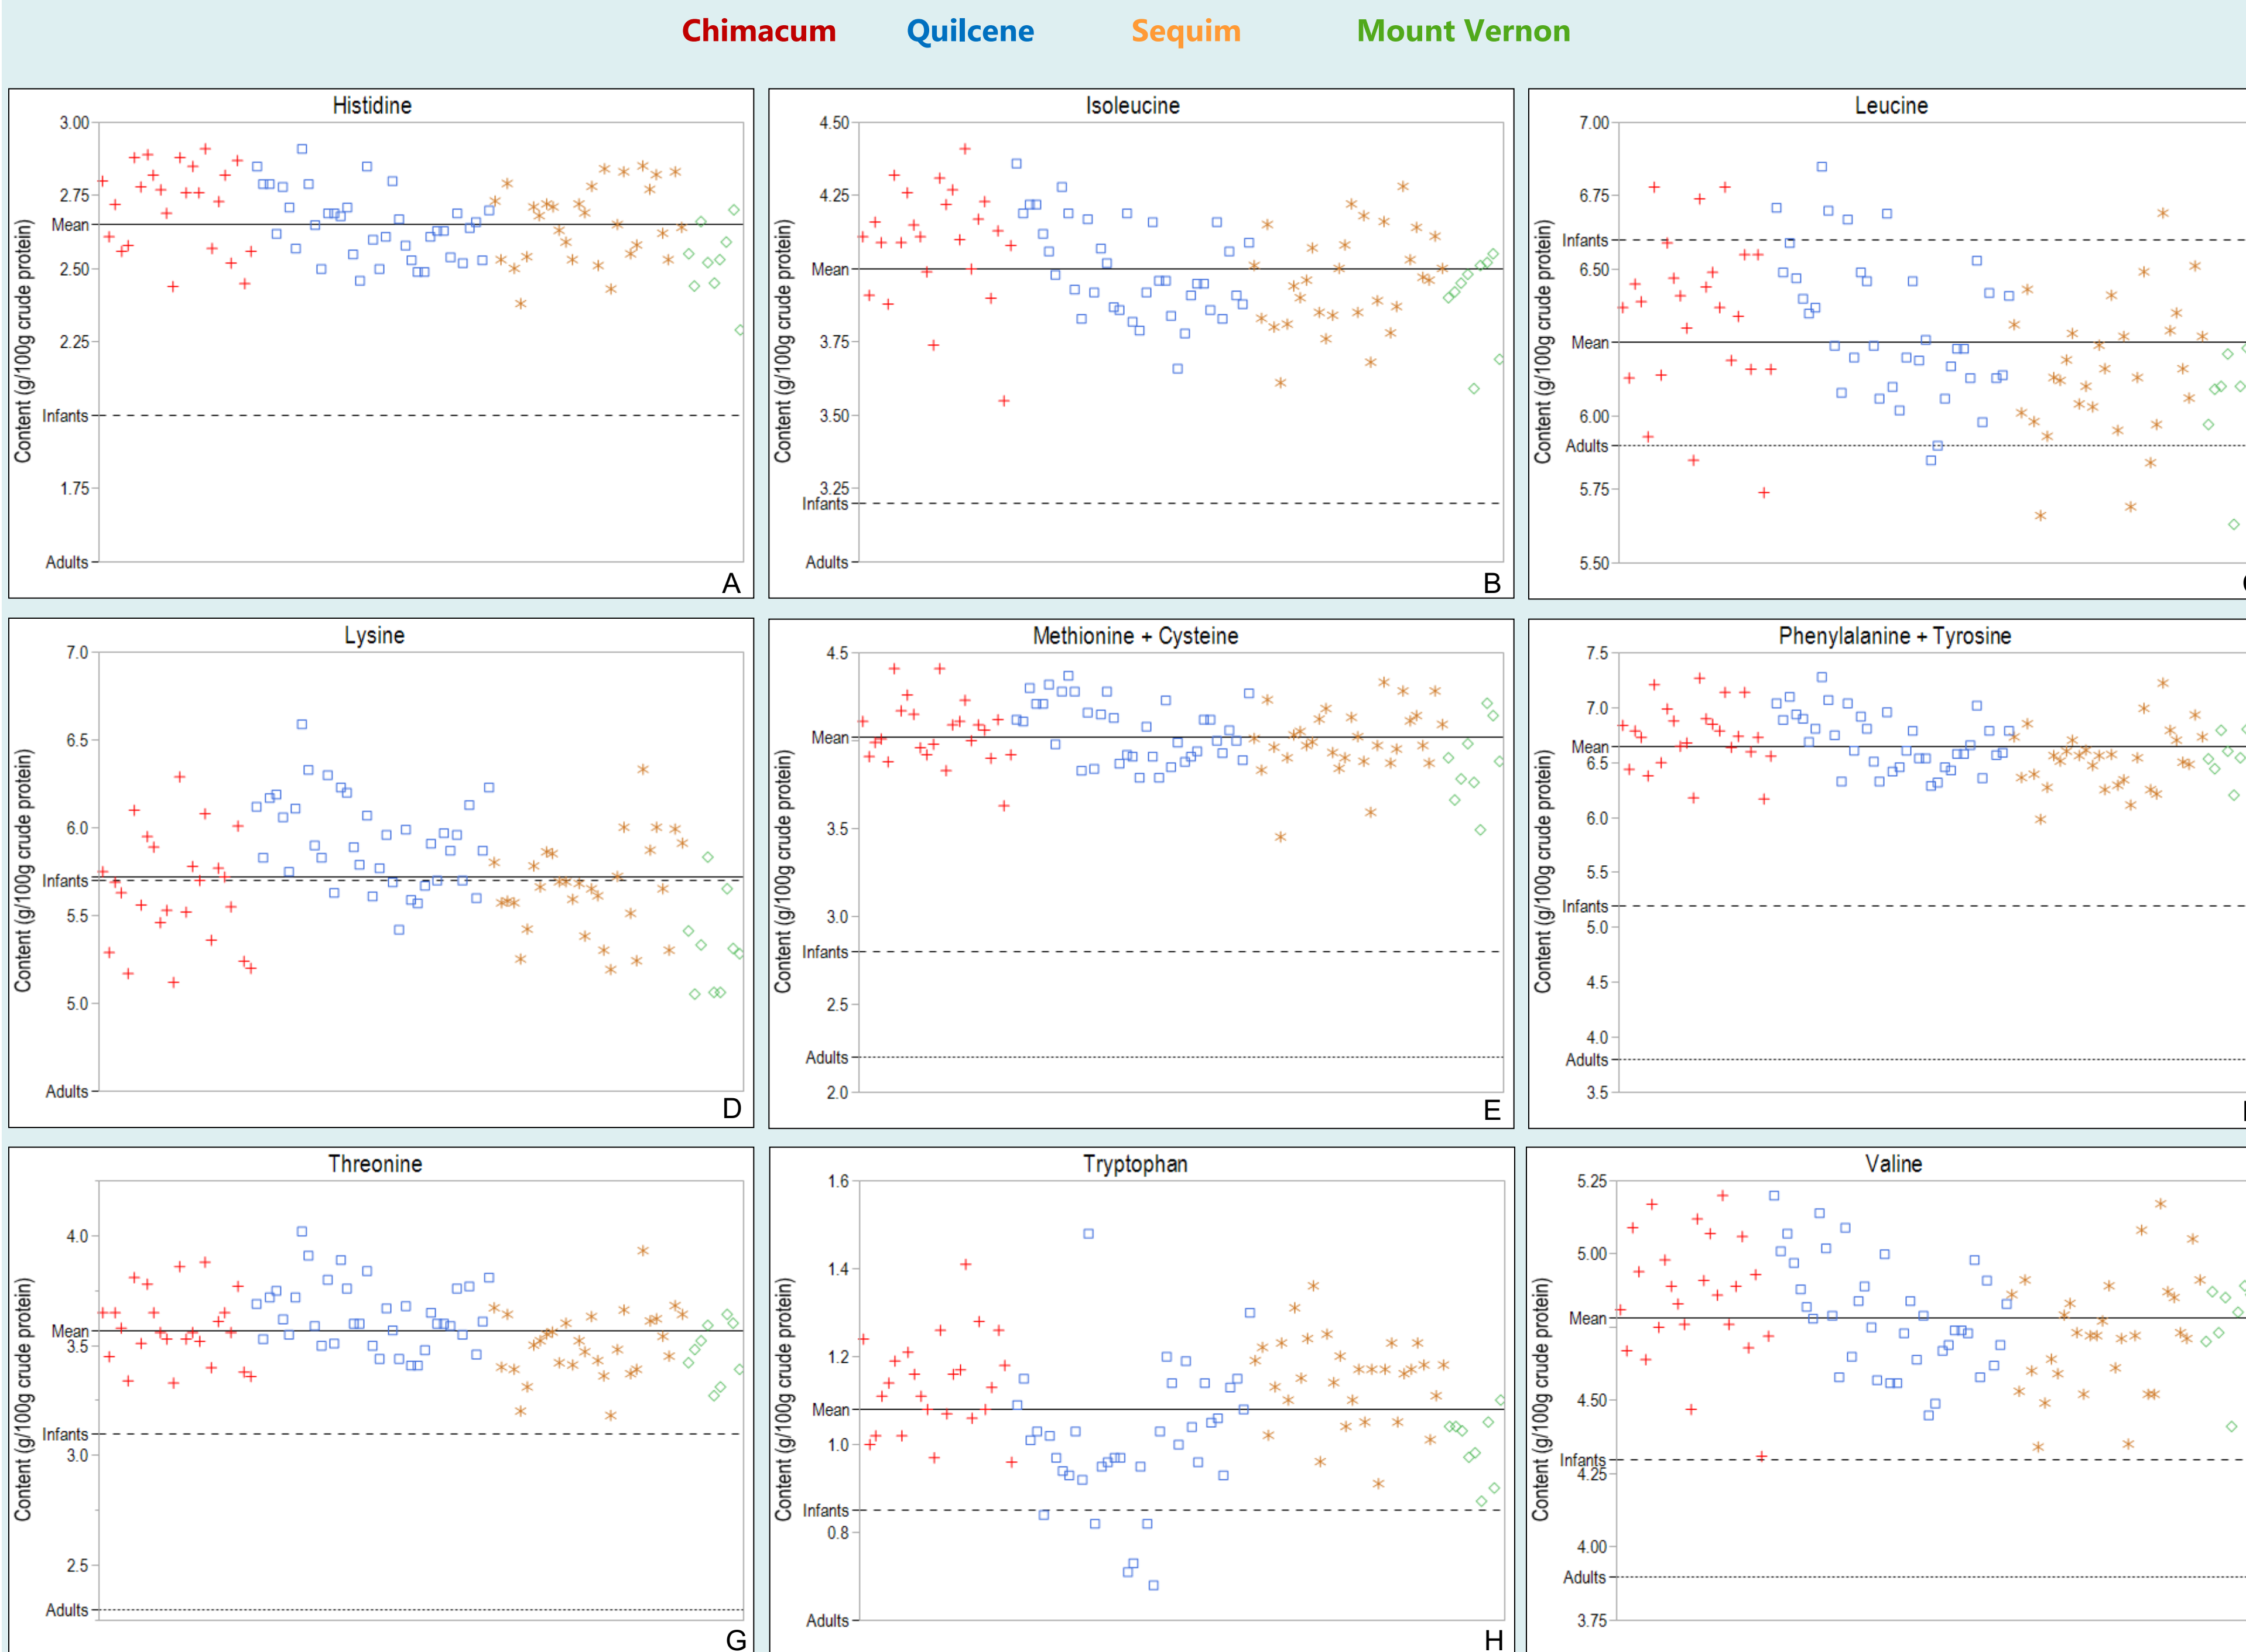 Chimacum Quilcene Sequim Mount Vernon
Histidine
Content (g/100g crude protein)
3.00
2.75
Mean
2.50
2.25
Infants
1.75
Adults
A
Isoleucine
Content (g/100g crude protein)
4.50
4.25
Mean
3.75
3.50
3.25
Infants
Adults
B
Leucine
Content (g/100g crude protein)
7.00
6.75
Infants
6.50
Mean
6.00
Adults
5.75
5.50
Lysine
Content (g/100g crude protein)
7.0
6.5
6.0
Infants
5.5
5.0
Adults
D
Methionine + Cysteine
Content (g/100g crude protein)
4.5
Mean
3.5
3.0
Infants
2.5
Adults
2.0
E
Phenylalanine + Tyrosine
Content (g/100g crude protein)
7.5
7.0
Mean
6.5
6.0
5.5
Infants
5.0
4.5
4.0
Adults
3.5
Threonine
Content (g/100g crude protein)
4.0
Mean
3.5
Infants
3.0
2.5
Adults
G
Tryptophan
Content (g/100g crude protein)
1.6
1.4
1.2
Mean
1.0
Infants
0.8
Adults
H
Valine
Content (g/100g crude protein)
5.25
5.00
Mean
4.50
Infants
4.25
4.00
Adults
3.75